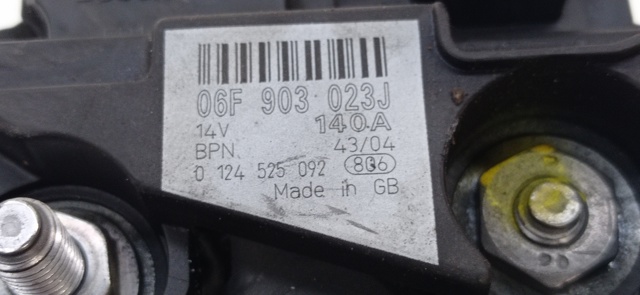 06F 903 023J
14V 140A
BPN. 43/04
0 124 525 092 806
Made in GB